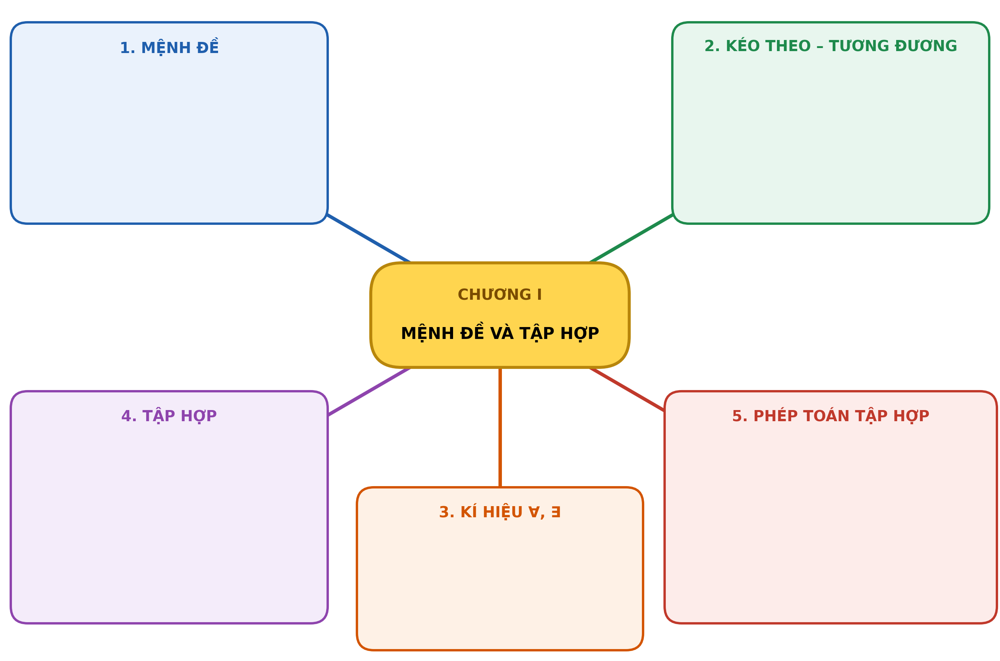 1. MỆNH ĐỀ
2. KÉO THEO – TƯƠNG ĐƯƠNG
CHƯƠNG I
MỆNH ĐỀ VÀ TẬP HỢP
4. TẬP HỢP
5. PHÉP TOÁN TẬP HỢP
3. KÍ HIỆU ∀, ∃